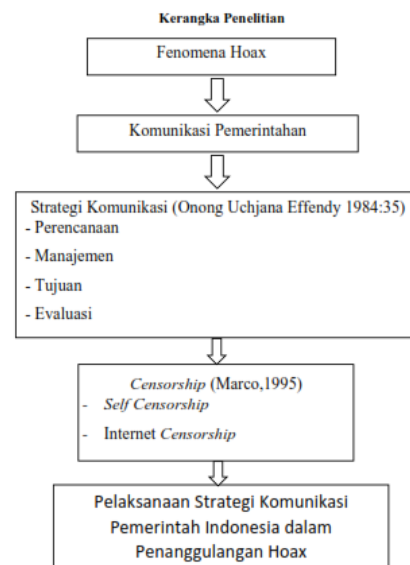 Kerangka Penelitian
Fenomena Hoax
Komunikasi Pemerintahan
Strategi Komunikasi (Onong Uchjana Effendy 1984:35)
- Perencanaan
- Manajemen
- Tujuan
- Evaluasi
Censorship (Marco,1995)
- Self Censorship
- Internet Censorship
Pelaksanaan Strategi Komunikasi
Pemerintah Indonesia dalam
Penanggulangan Hoax